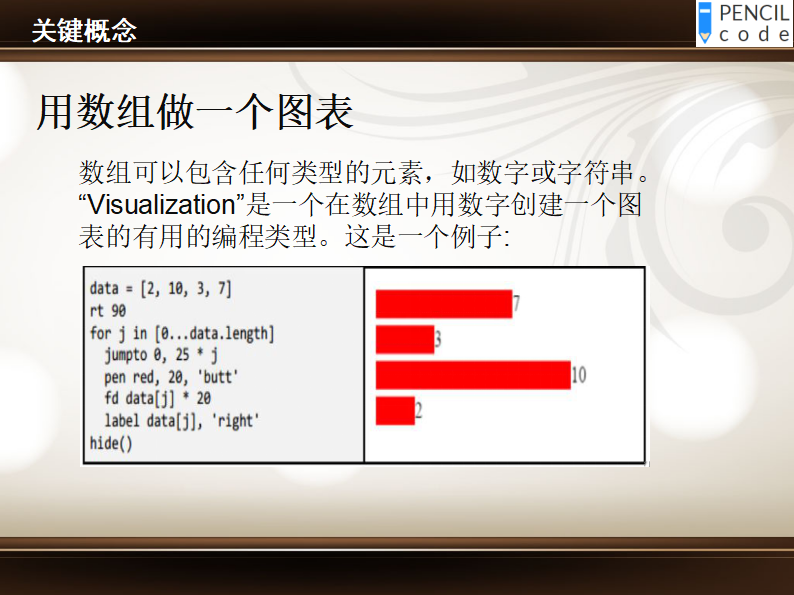 关键概念
PENCIL
code
用数组做一个图表
数组可以包含任何类型的元素，如数字或字符串。
“Visualization”是一个在数组中用数字创建一个图
表的有用的编程类型。这是一个例子:
data = [2, 10, 3, 7]
rt 90
for j in [0...data.length]
  jumpto 0, 25 * j
  pen red, 20, 'butt'
  fd data[j] * 20
  label data[j], 'right'
hide()
7
3
10
2